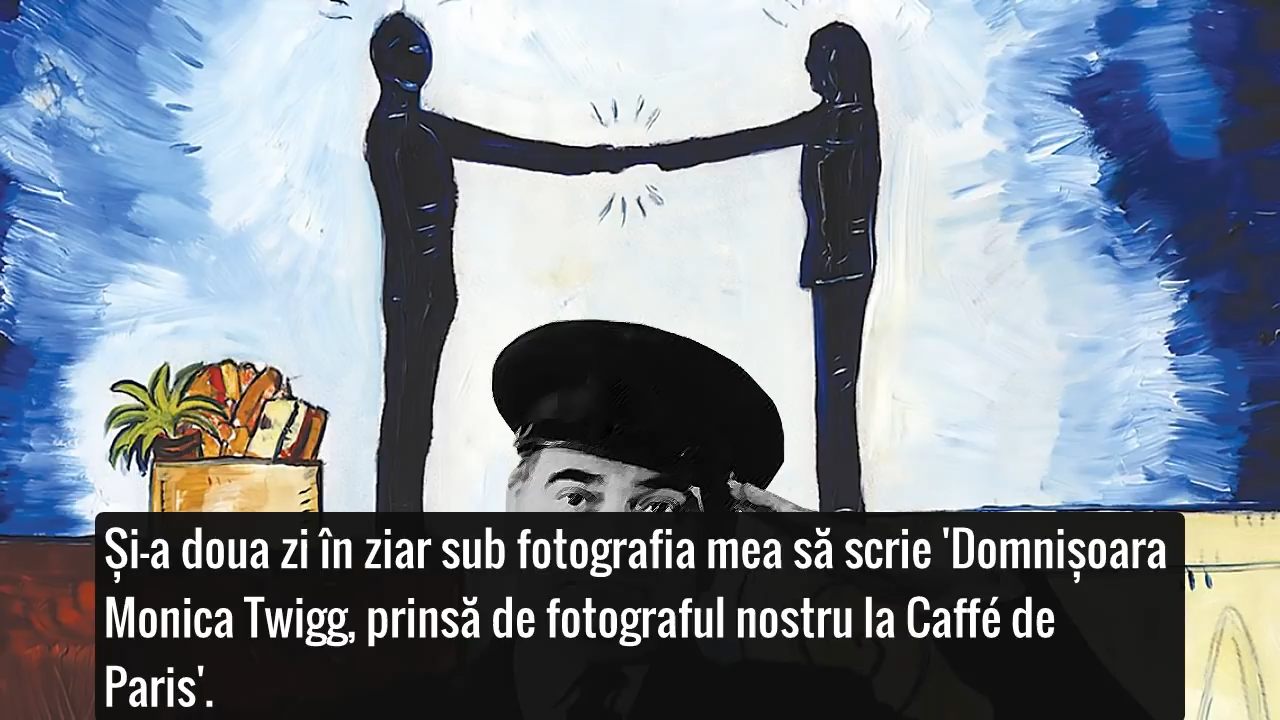 Și-a doua zi în ziar sub fotografia mea să scrie 'Domnișoara
Monica Twigg, prinsă de fotograful nostru la Caffé de
Paris'.